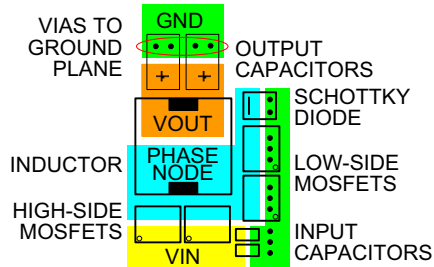 VIAS TO
GROUND
PLANE
GND
OUTPUT
CAPACITORS
SCHOTTKY
DIODE
VOUT
INDUCTOR
PHASE
NODE
LOW-SIDE
MOSFETS
HIGH-SIDE
MOSFETS
VIN
INPUT
CAPACITORS